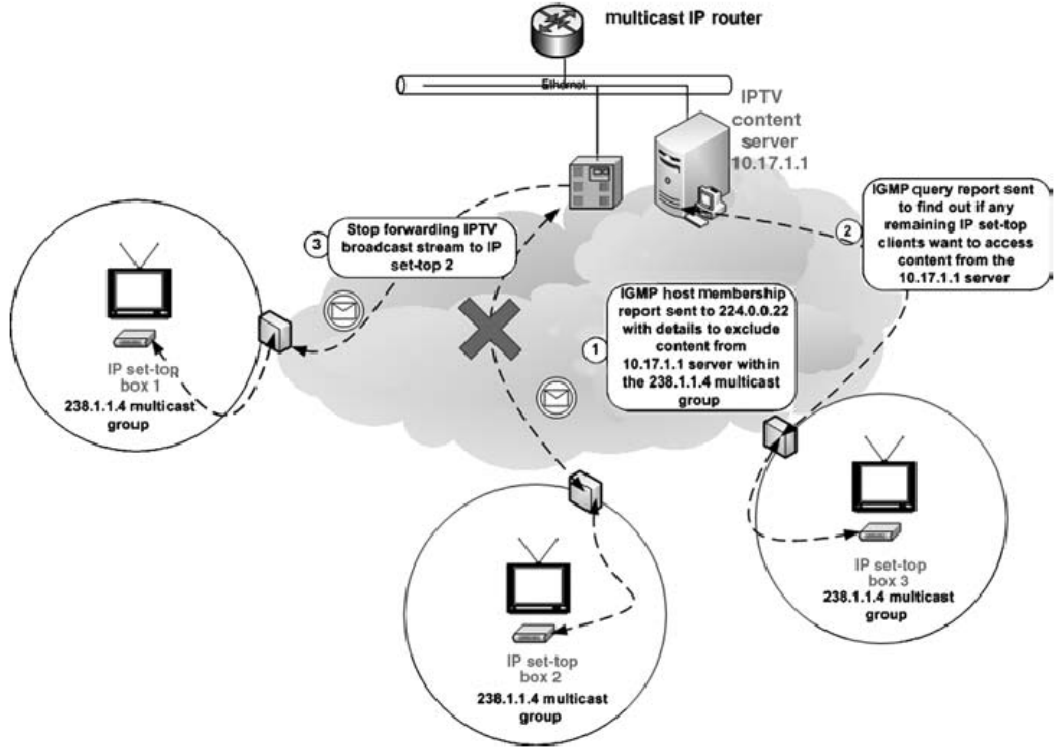 multicast IP router
Ethernet.
IPTV
content
server
10.17.1.1
IGMP query report sent
to find out if any
remaining IP set-top
clients want to access
content from the
10.17.1.1 server
2
3
Stop forwarding IPTV
broadcast stream to IP
set-top 2
IGMP host membership
report sent to 224.0.0.22
with details to exclude
content from
10.17.1.1 server within
the 238.1.1.4 multicast
group
1
IP set-top
box 1
238.1.1.4 multicast
group
IP set-top
box 2
238.1.1.4 multicast
group
IP set-top
box 3
238.1.1.4 multicast
group